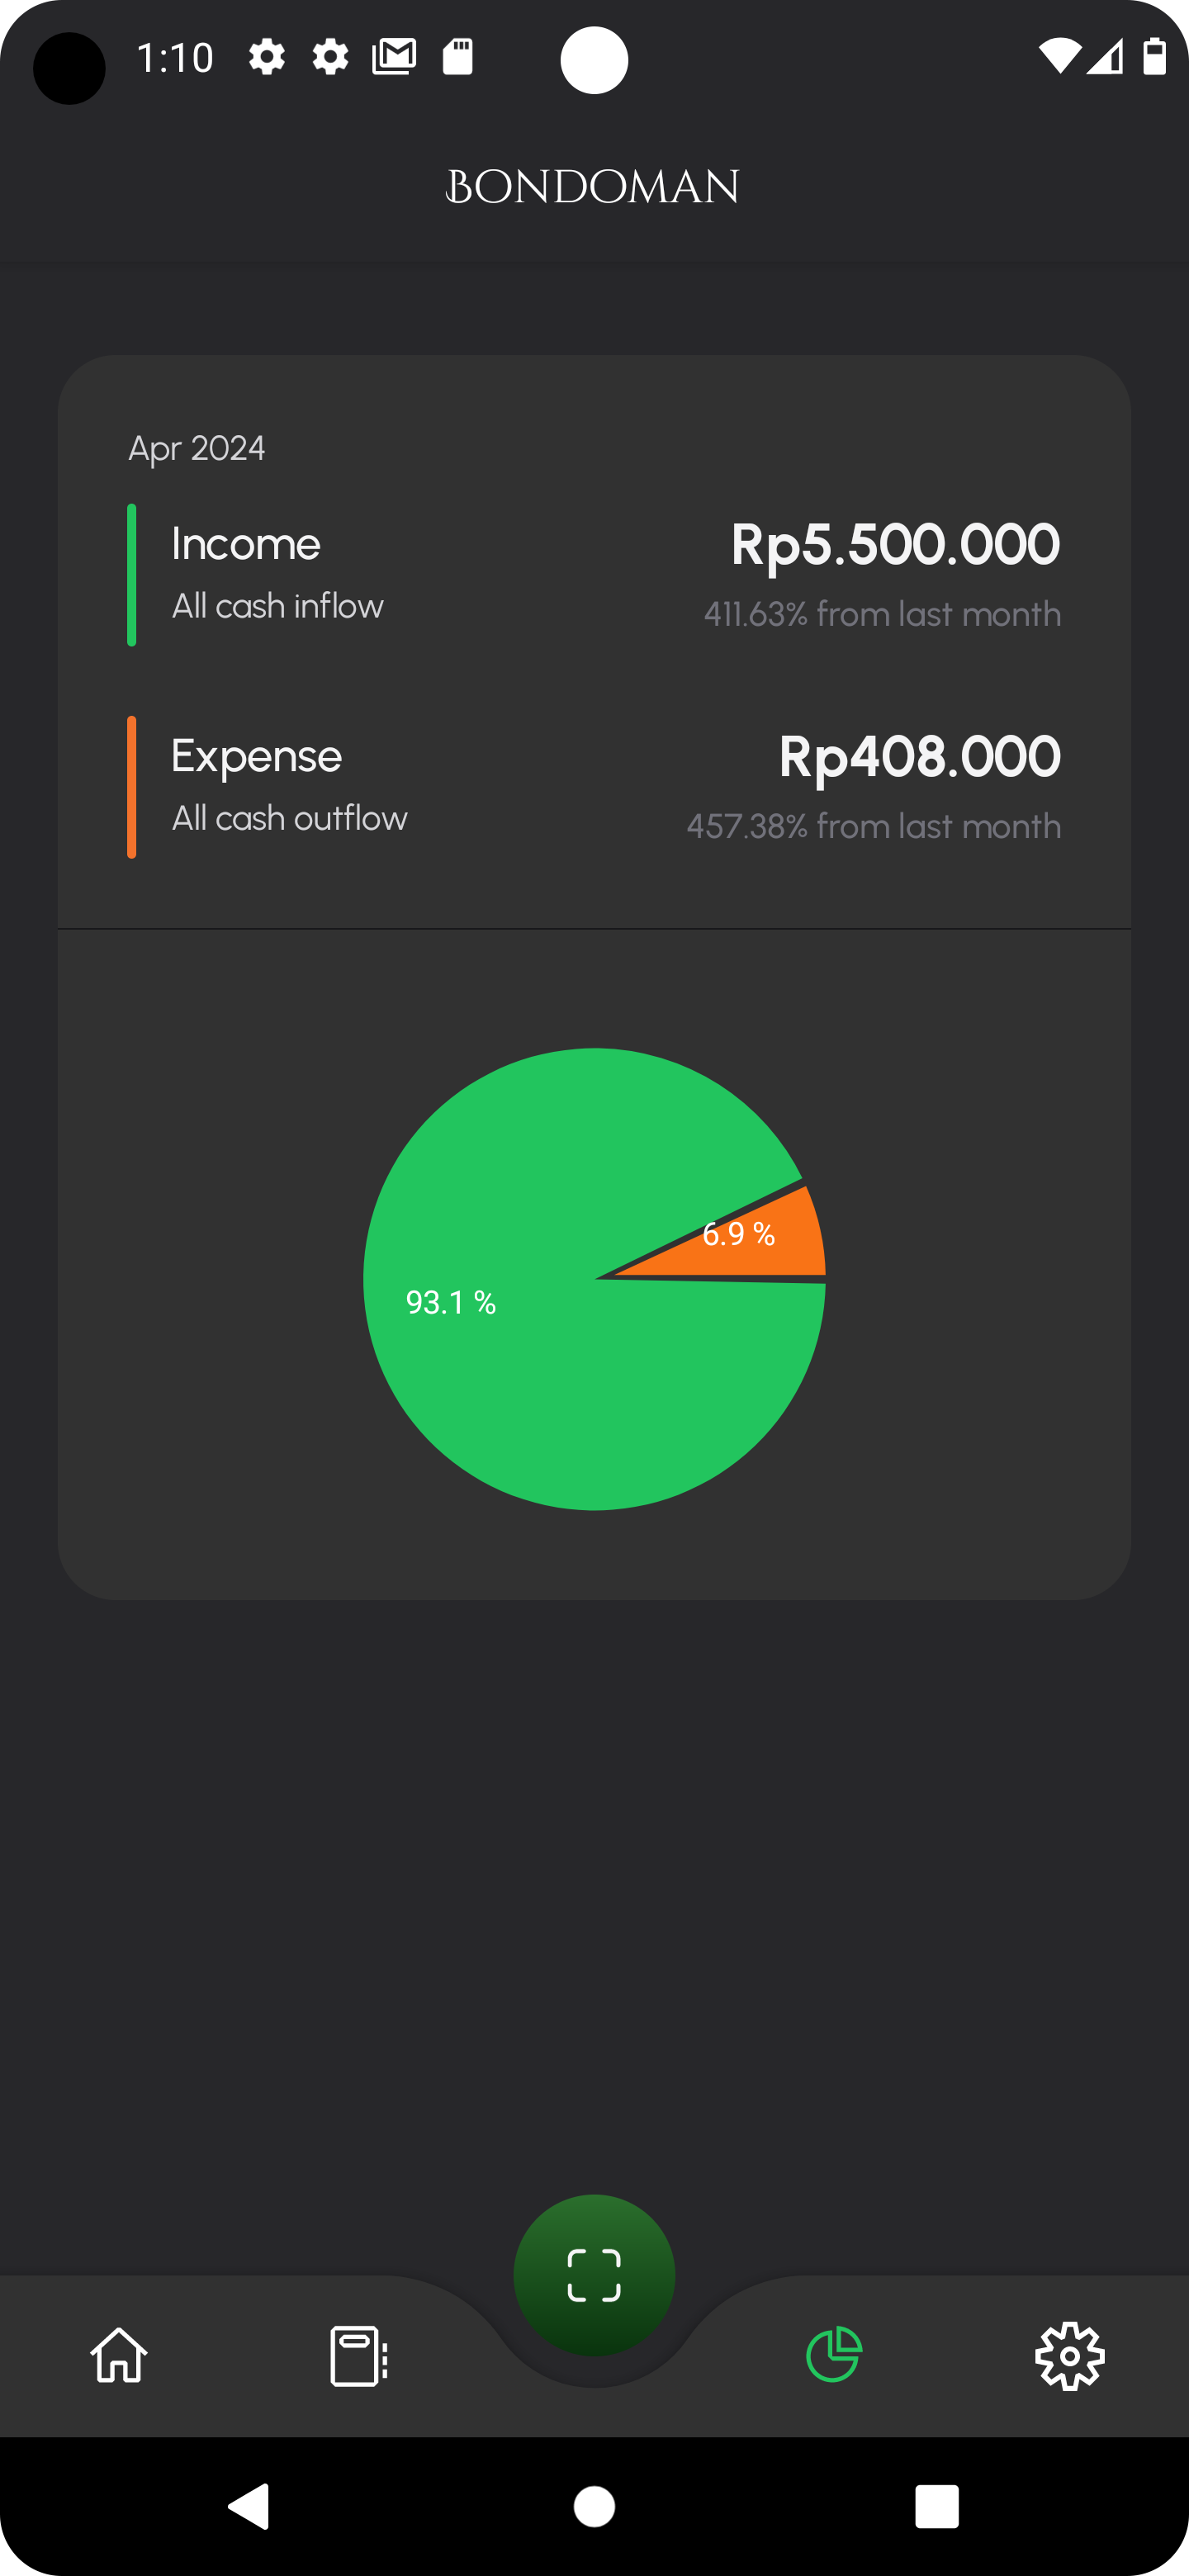 1:10
BONDOMAN
Apr 2024
Income
Rp5.500.000
All cash inflow
411.63% from last month
Expense
Rp408.000
All cash outflow
457.38% from last month
6.9 %
93.1 %